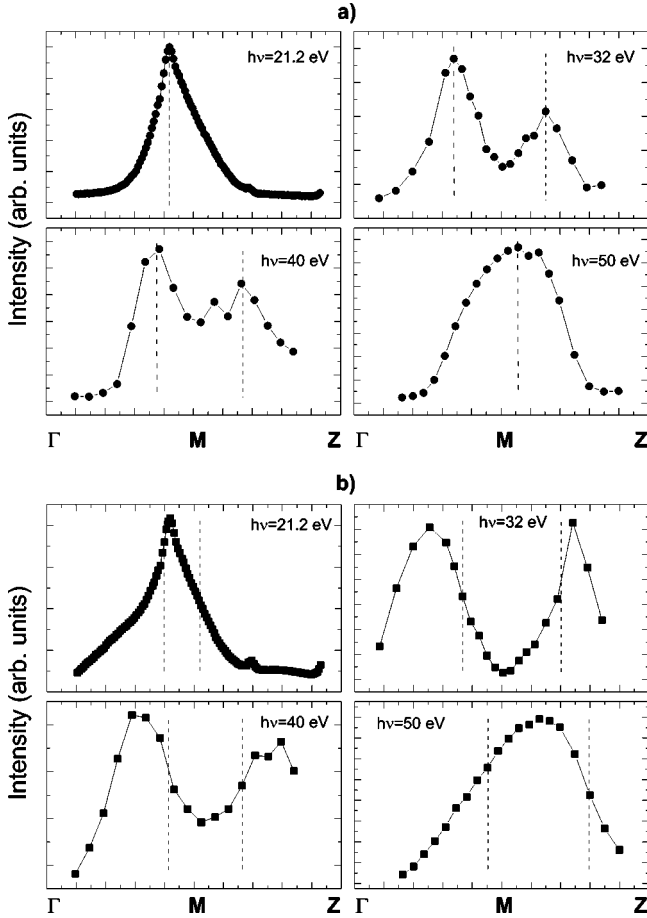 a)
Intensity (arb. units)
hν=21.2 eV
hν=32 eV
hν=40 eV
hν=50 eV
Γ M Z M Z
b)
Intensity (arb. units)
hν=21.2 eV
hν=32 eV
hν=40 eV
hν=50 eV
Γ M Z M Z